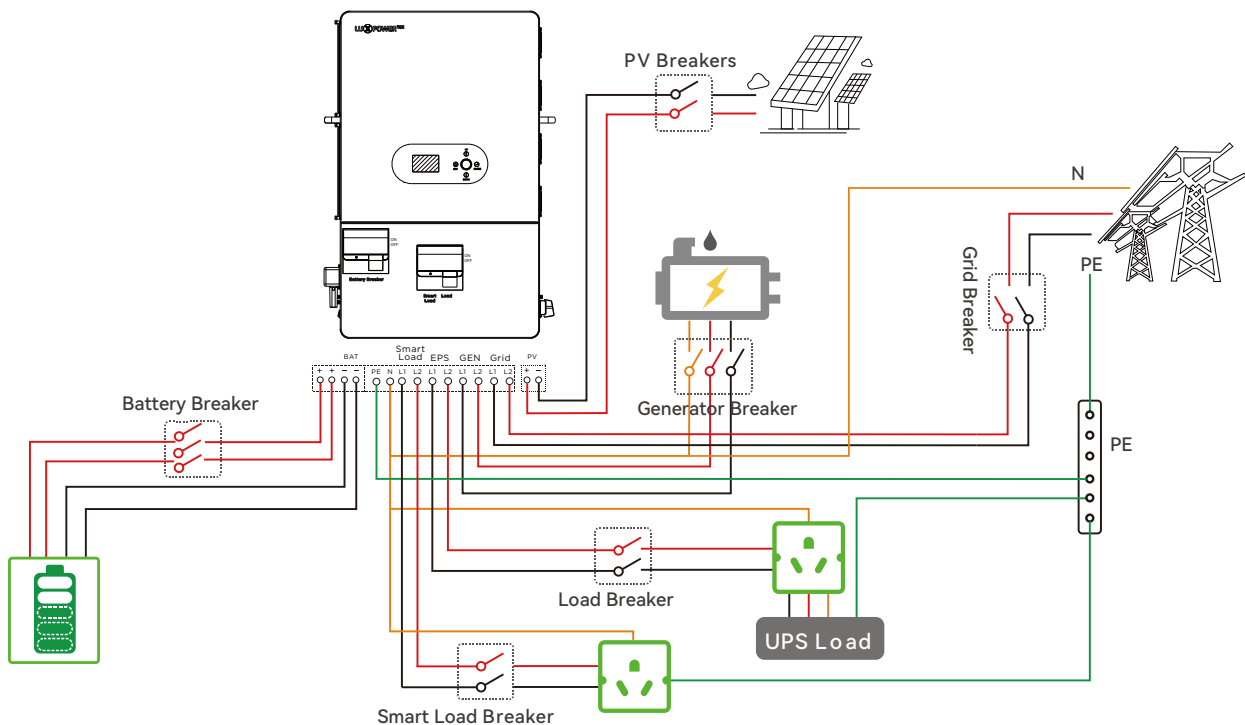 LUXPOWER TEK
PV Breakers
N
PE
Grid Breaker
ON
OFF
Battery Breaker
ON
OFF
Smart Load
Load
BAT
Smart
Load
EPS
GEN
Grid
PV
+ + − −
PE N L1 L2 L1 L2 L1 L2 L1 L2
+ −
Battery Breaker
Generator Breaker
PE
Load Breaker
UPS Load
Smart Load Breaker